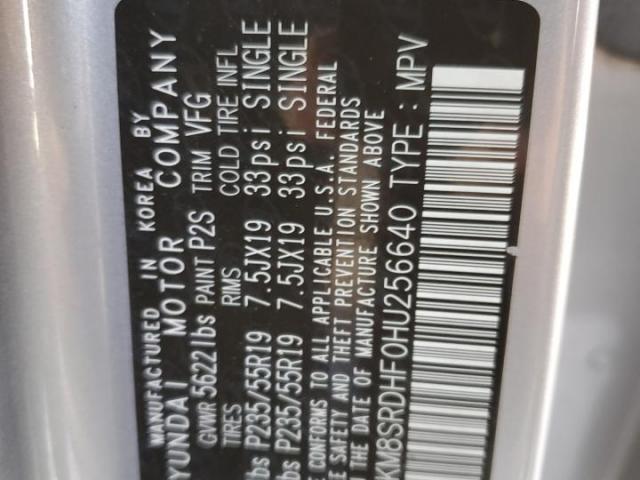 MANUFACTURED IN KOREA BY
YUNDAI MOTOR COMPANY
GVWR 5622lbs PAINT P2S TRIM VFG
TIRES RIMS COLD TIRE INFL
lbs P235/55R19 7.5JX19 33psi SINGLE
lbs P235/55R19 7.5JX19 33psi SINGLE
E CONFORMS TO ALL APPLICABLE U.S.A. FEDERAL
LE SAFETY AND THEFT PREVENTION STANDARDS
THE DATE OF MANUFACTURE SHOWN ABOVE
KM8SRDHF0HU256640 TYPE : MPV